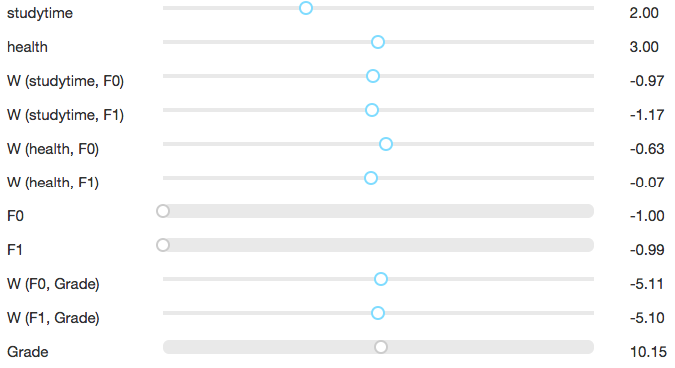 studytime 2.00
health 3.00
W (studytime, F0) -0.97
W (studytime, F1) -1.17
W (health, F0) -0.63
W (health, F1) -0.07
F0 -1.00
F1 -0.99
W (F0, Grade) -5.11
W (F1, Grade) -5.10
Grade 10.15